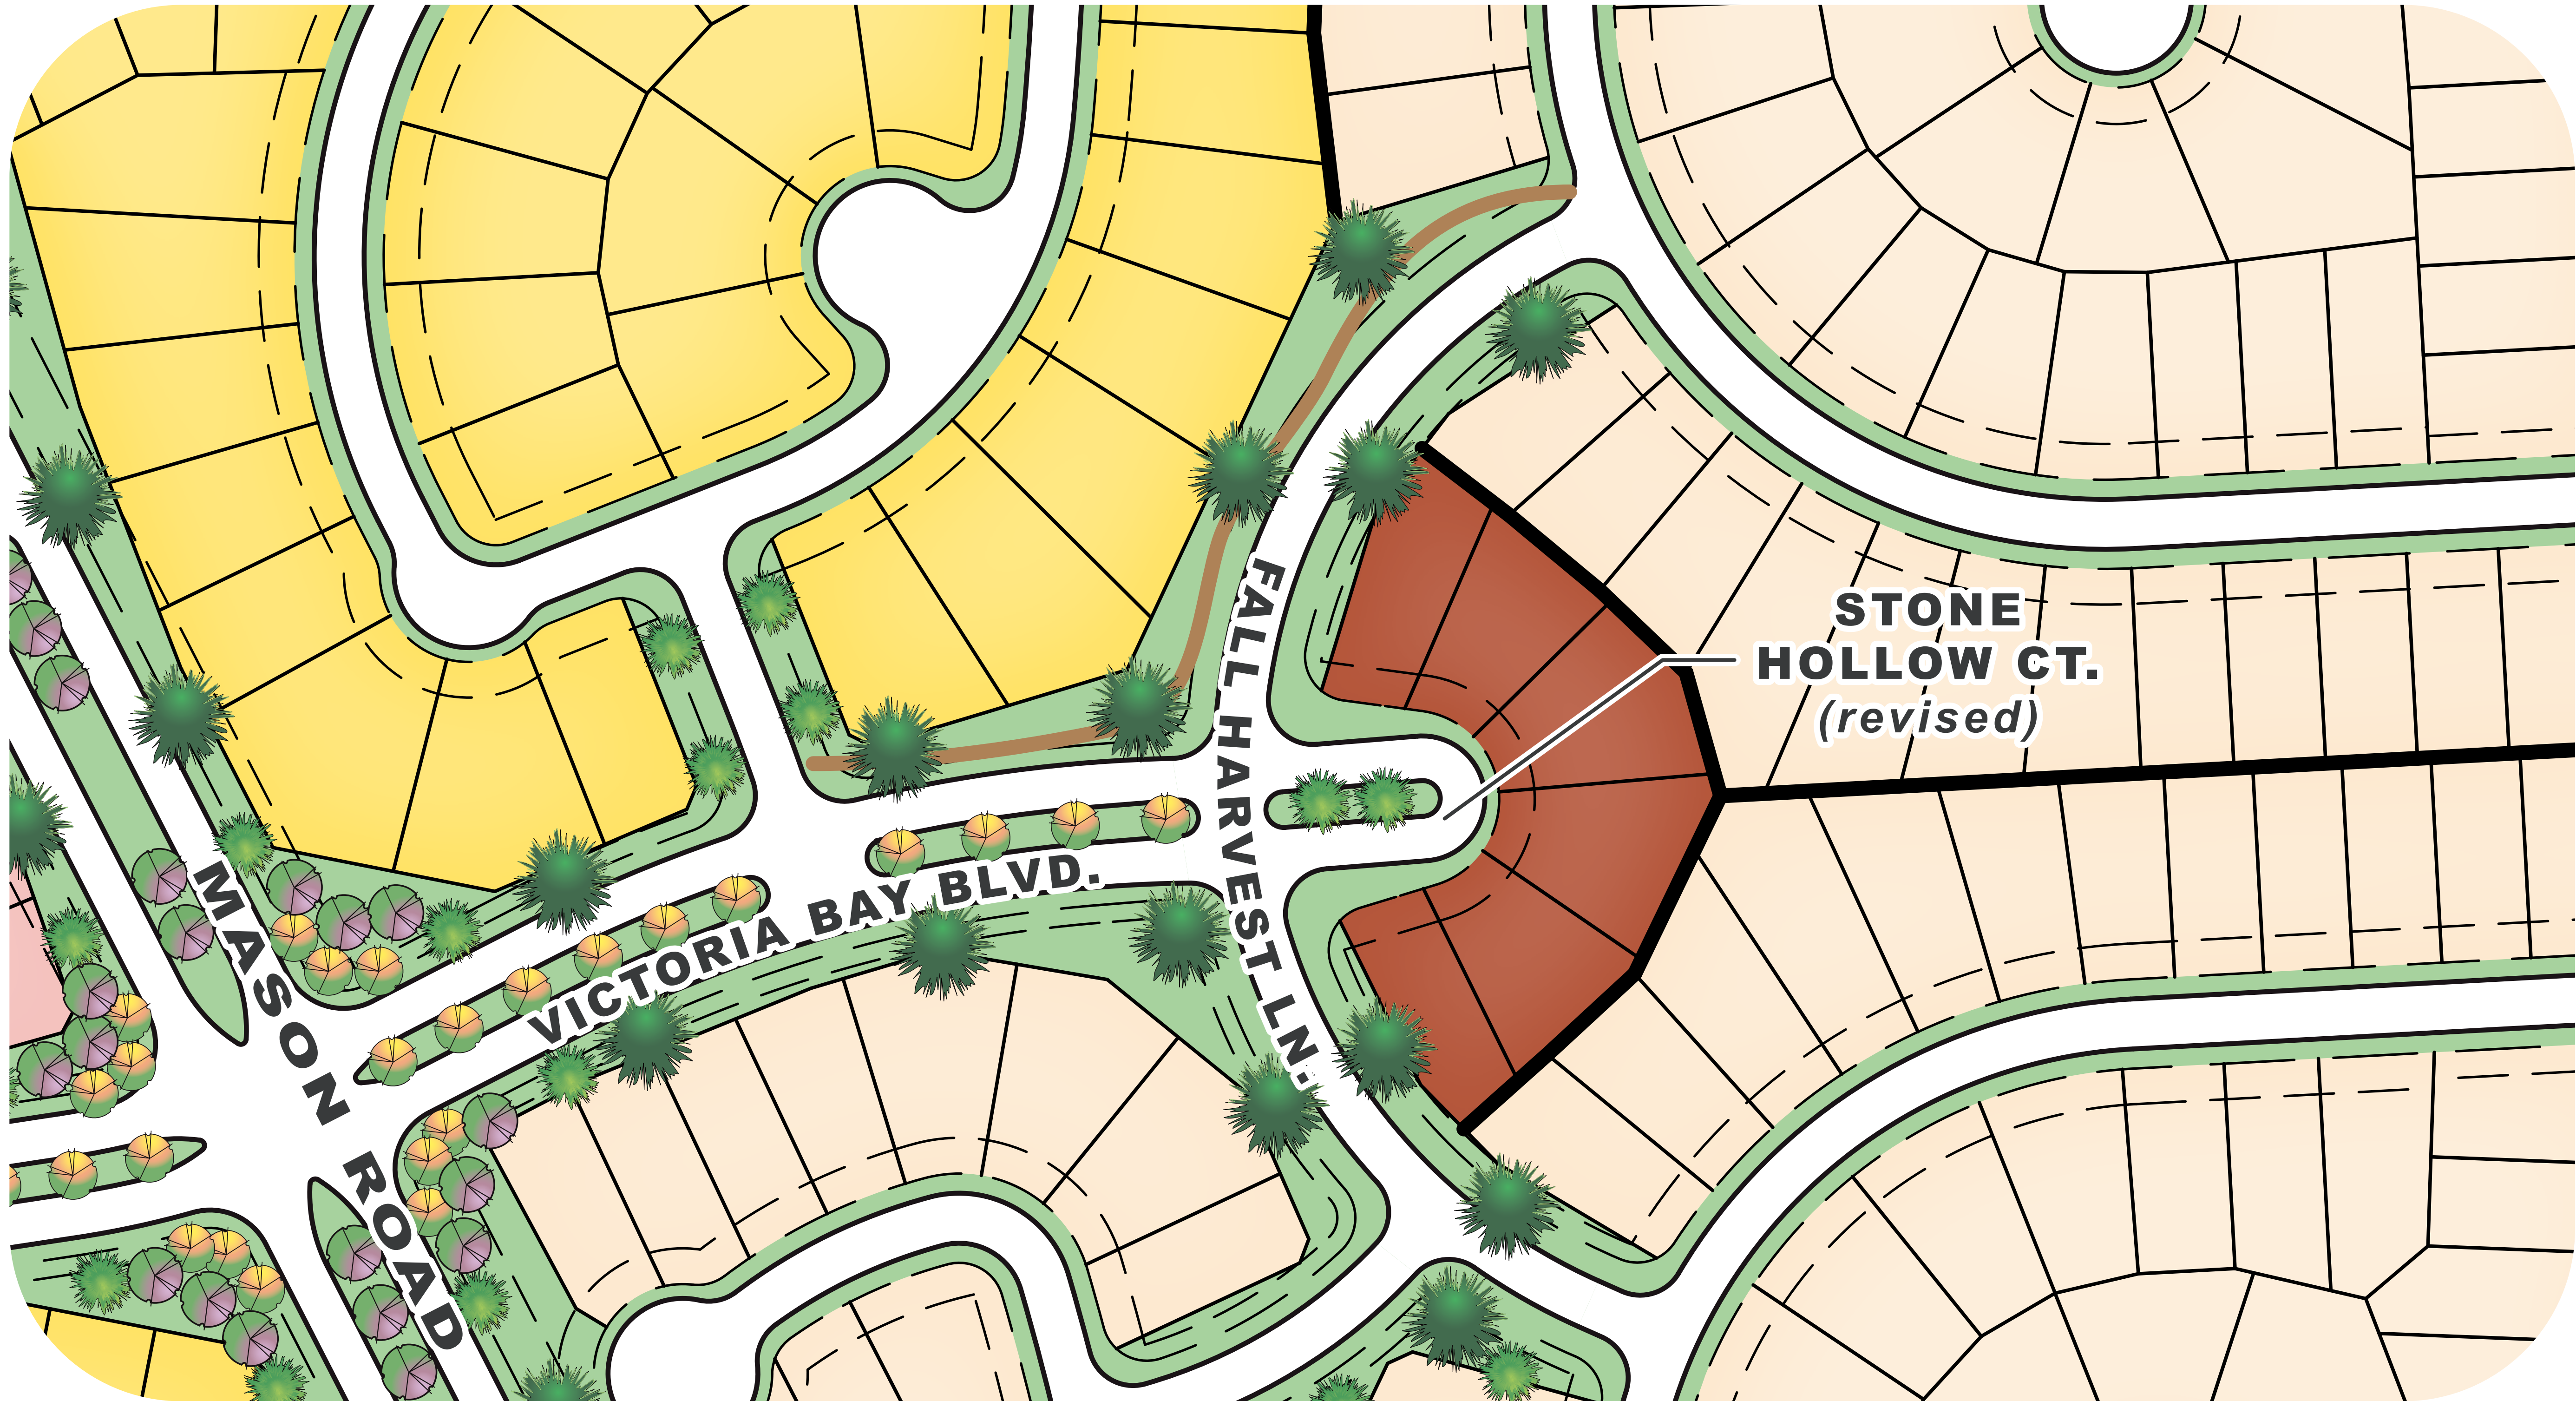 FALL HARVEST LN.
STONE
HOLLOW CT.
(revised)
VICTORIA BAY BLVD.
MASON ROAD